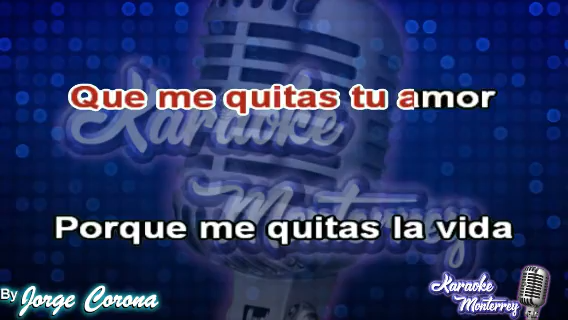 Que me quitas tu amor
Karaoke
Monterrey
Porque me quitas la vida
By Jorge Corona
Karaoke
Monterrey